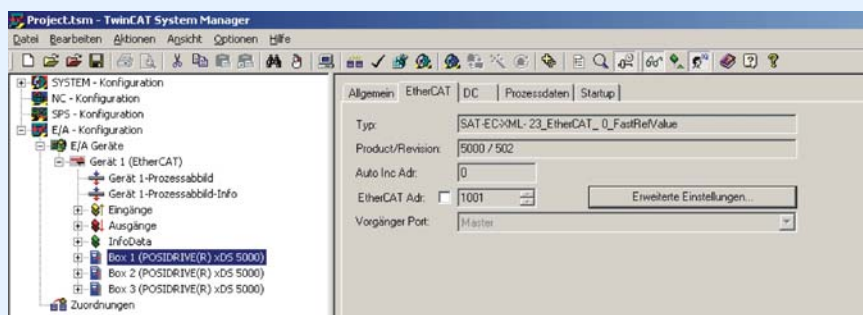 Project.tsm - TwinCAT System Manager
Datei Bearbeiten Aktionen Ansicht Optionen Hilfe
SYSTEM - Konfiguration
NC - Konfiguration
SPS - Konfiguration
E/A - Konfiguration
E/A Geräte
Gerät 1 (EtherCAT)
Gerät 1-Prozessabbild
Gerät 1-Prozessabbild-Info
Eingänge
Ausgänge
InfoData
Box 1 (POSIDRIVE(R) xDS 5000)
Box 2 (POSIDRIVE(R) xDS 5000)
Box 3 (POSIDRIVE(R) xDS 5000)
Zuordnungen
Allgemein EtherCAT DC Prozessdaten Startup
Typ: SAT-EC-XML- 23_EtherCAT_ 0_FastRefValue
Product/Revision: 5000 / 502
Auto Inc Adr: 0
EtherCAT Adr: 1001 Erweiterte Einstellungen...
Vorgänger Port: Master